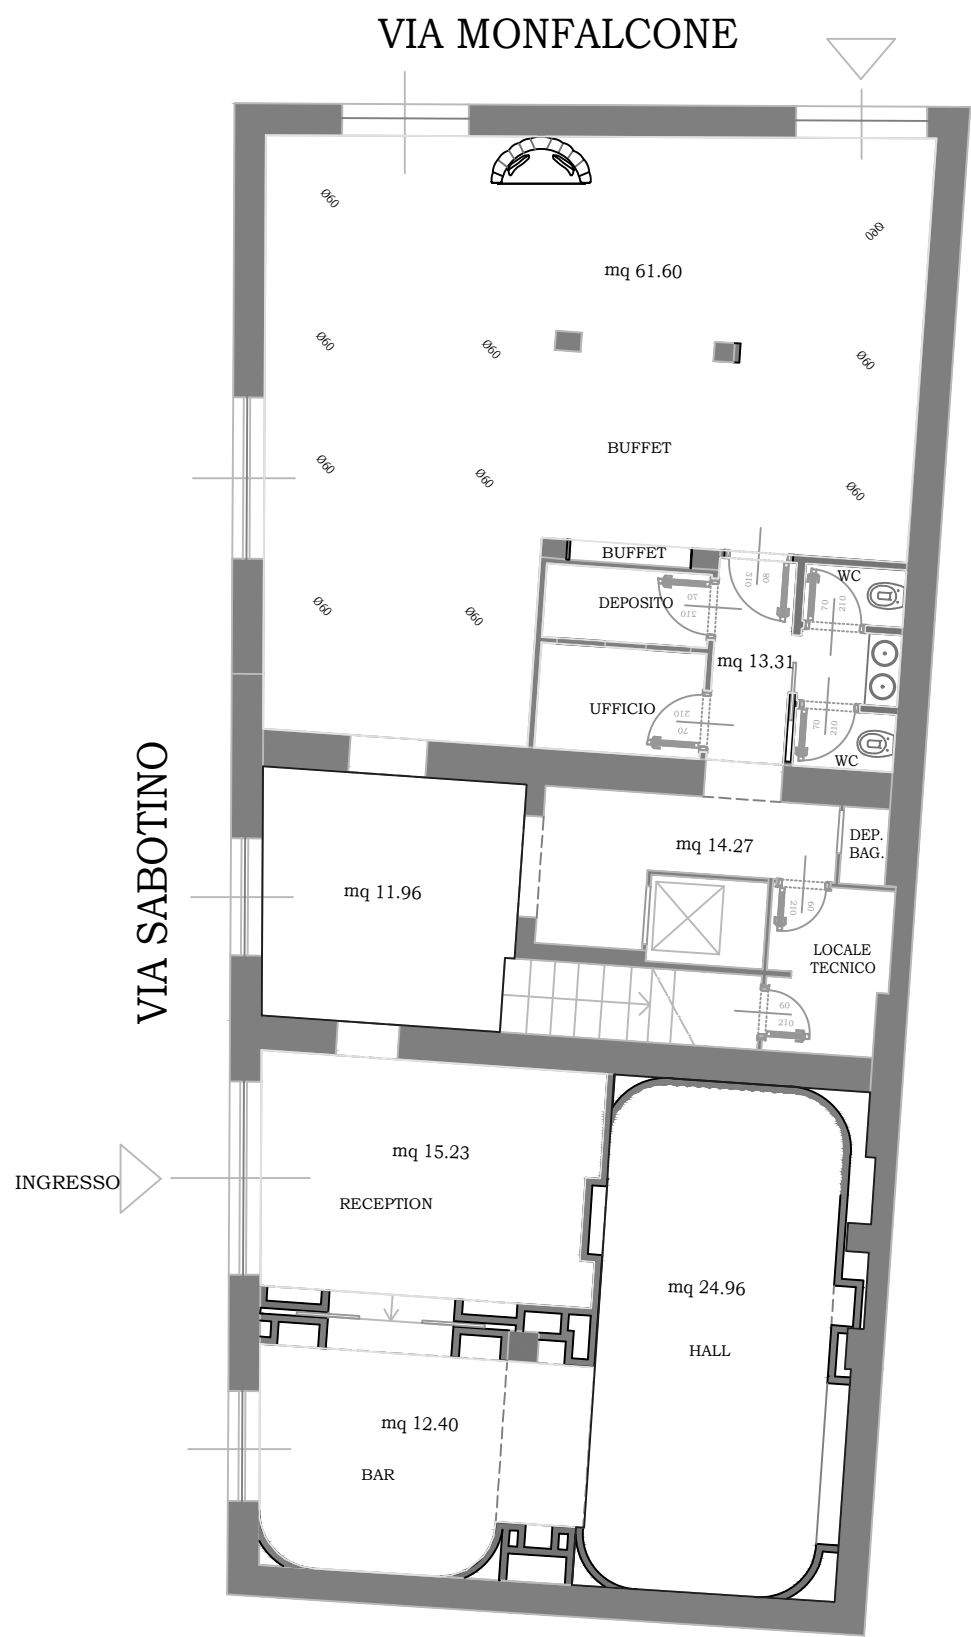 VIA MONFALCONE
Ø60
Ø60
mq 61.60
Ø60
Ø60
Ø60
BUFFET
Ø60
Ø60
Ø60
BUFFET
WC
80
210
70
210
DEPOSITO
70
210
Ø60
Ø60
mq 13.31
UFFICIO
210
70
70
210
WC
VIA SABOTINO
DEP.
BAG.
mq 14.27
mq 11.96
60
210
LOCALE
TECNICO
60
210
mq 15.23
INGRESSO
RECEPTION
mq 24.96
HALL
mq 12.40
BAR